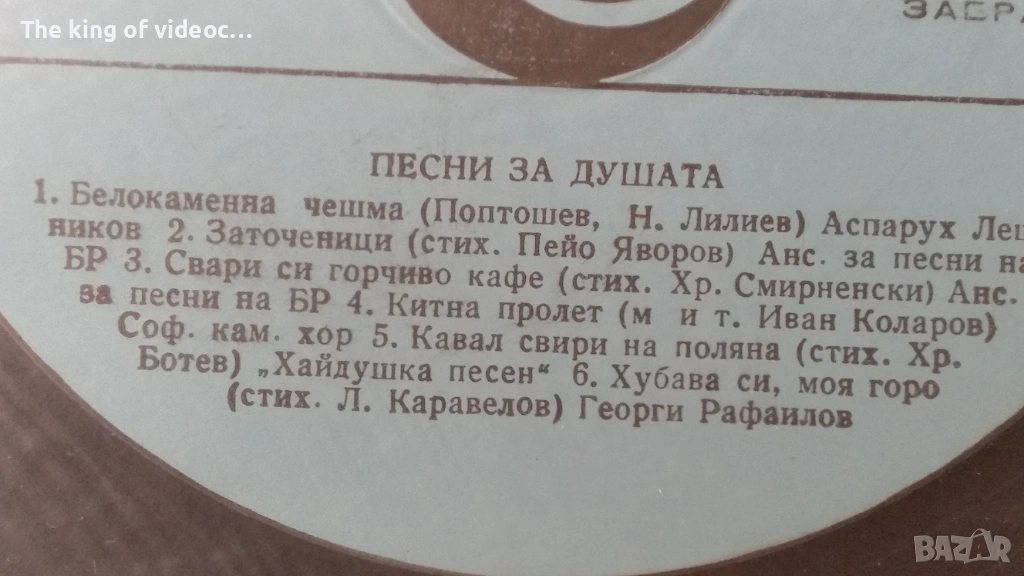 The king of videoc...
ПЕСНИ ЗА ДУШАТА
1. Белокаменна чешма (Поптошев, Н. Лилиев) Аспарух
ников 2. Заточеници (стих. Пейо Яворов) Анс. за песни на
БР 3. Свари си горчиво кафе (стих. Хр. Смирненски) Анс.
за песни на БР 4. Китна пролет (м и т. Иван Коларов)
Соф. кам. хор 5. Кавал свири на поляна (стих. Хр.
Ботев) „Хайдушка песен“ 6. Хубава си, моя горо
(стих. Л. Каравелов) Георги Рафаилов
BAZAR